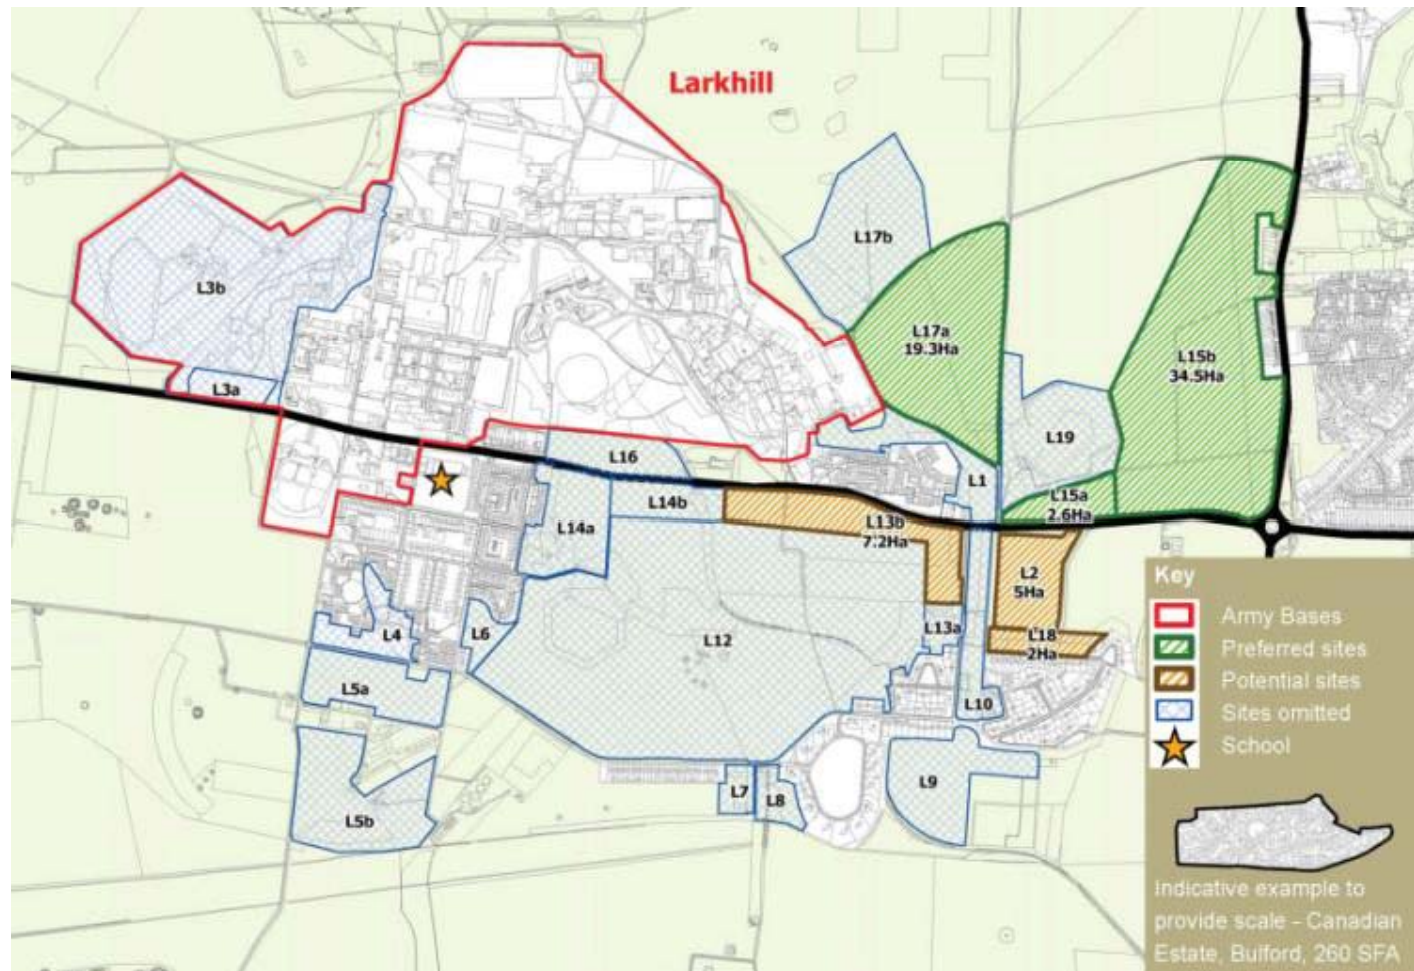 Larkhill
L17b
L3b
L17a
19.3Ha
L15b
34.5Ha
L3a
L19
L16
L1
L14b
L15a
2.6Ha
L14a
L13b
7.2Ha
L2
5Ha
L4
L6
L12
L13a
L18
2Ha
L5a
L10
L7
L8
L9
L5b
Key
Army Bases
Preferred sites
Potential sites
Sites omitted
School
Indicative example to
provide scale - Canadian
Estate, Bulford, 260 SFA